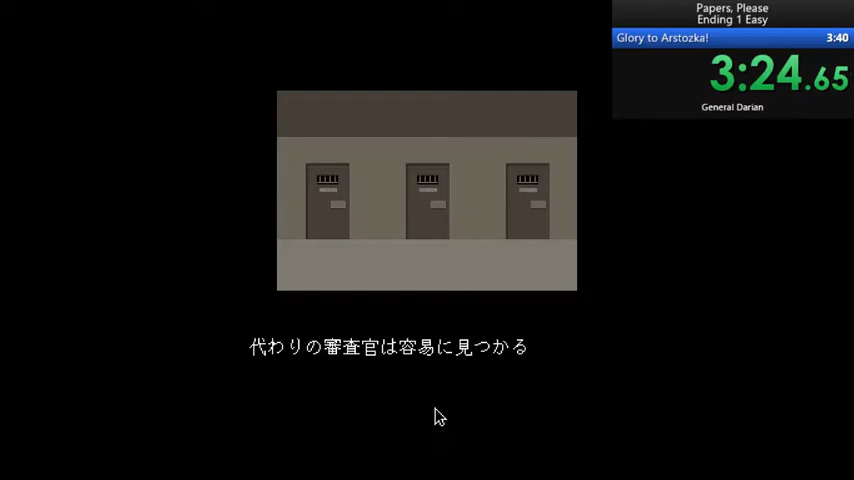 Papers, Please
Ending 1 Easy
Glory to Arstozka!
3:40
3:24.65
General Darian
代わりの審査官は容易に見つかる